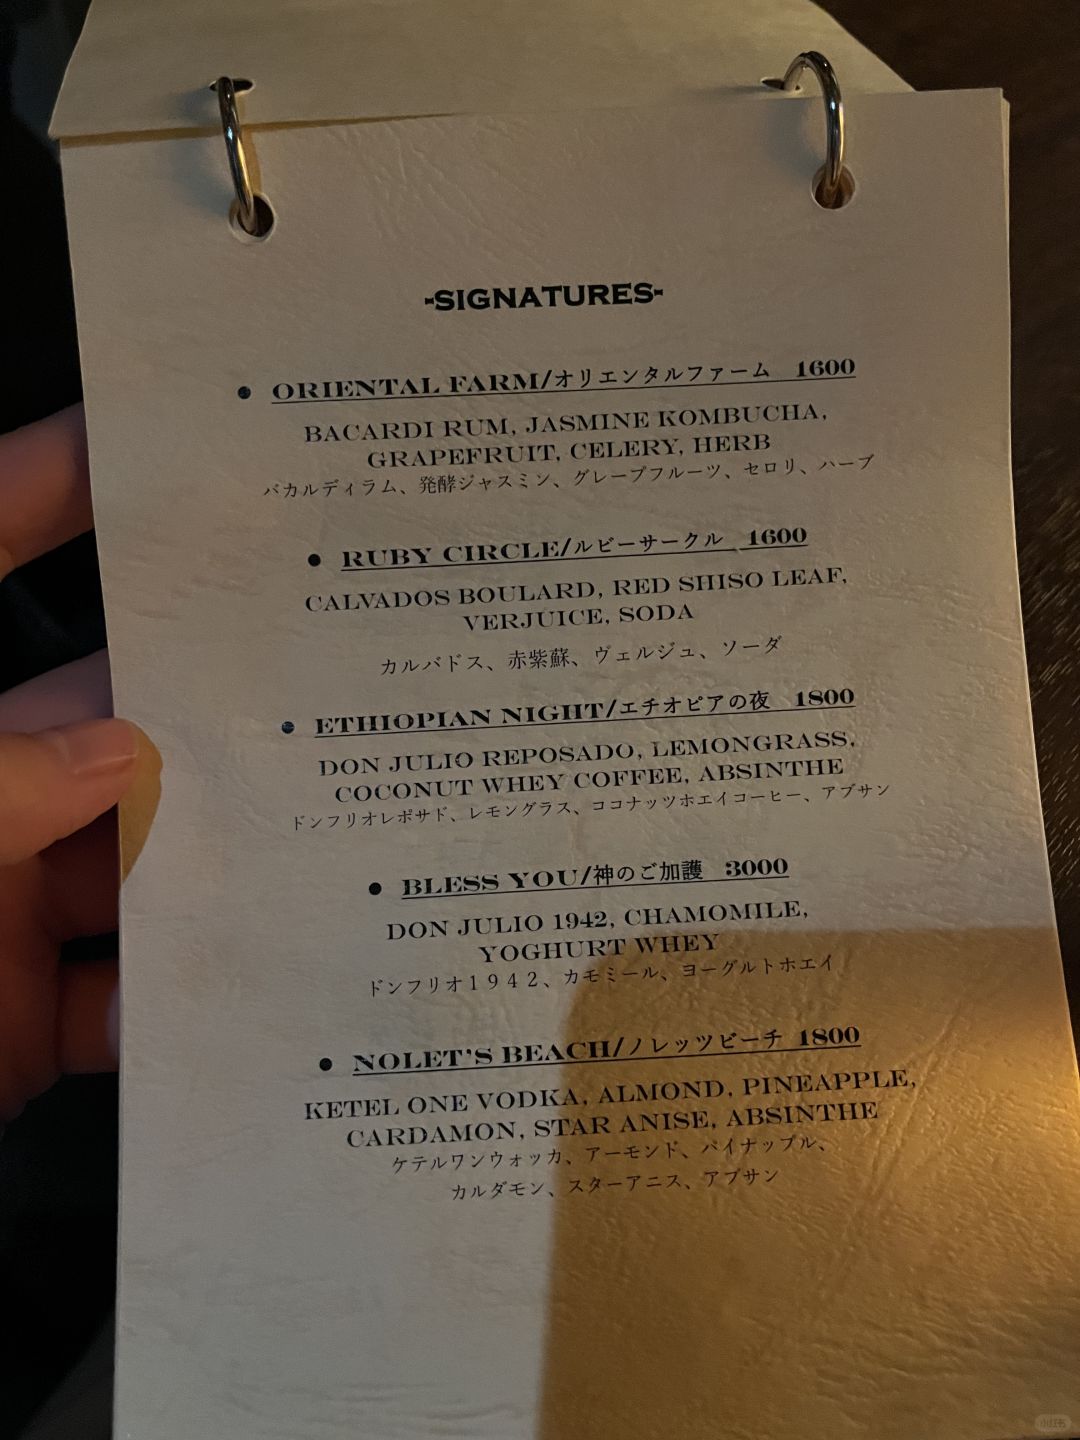 -SIGNATURES-
● ORIENTAL FARM/オリエンタルファーム 1600
BACARDI RUM, JASMINE KOMBUCHA,
GRAPEFRUIT, CELERY, HERB
バカルディラム、発酵ジャスミン、グレープフルーツ、セロリ、ハーブ
● RUBY CIRCLE/ルビーサークル 1600
CALVADOS BOULARD, RED SHISO LEAF,
VERJUICE, SODA
カルバドス、赤紫蘇、ヴェルジュ、ソーダ
● ETHIOPIAN NIGHT/エチオピアの夜 1800
DON JULIO REPOSADO, LEMONGRASS,
COCONUT WHEY COFFEE, ABSINTHE
ドンフリオレポサド、レモングラス、ココナッツホエイコーヒー、アブサン
● BLESS YOU/神のご加護 3000
DON JULIO 1942, CHAMOMILE,
YOGHURT WHEY
ドンフリオ1942、カモミール、ヨーグルトホエイ
● NOLET'S BEACH/ノレッツビーチ 1800
KETEL ONE VODKA, ALMOND, PINEAPPLE,
CARDAMON, STAR ANISE, ABSINTHE
ケテルワンウォッカ、アーモンド、パイナップル、
カルダモン、スターアニス、アブサン
小红书